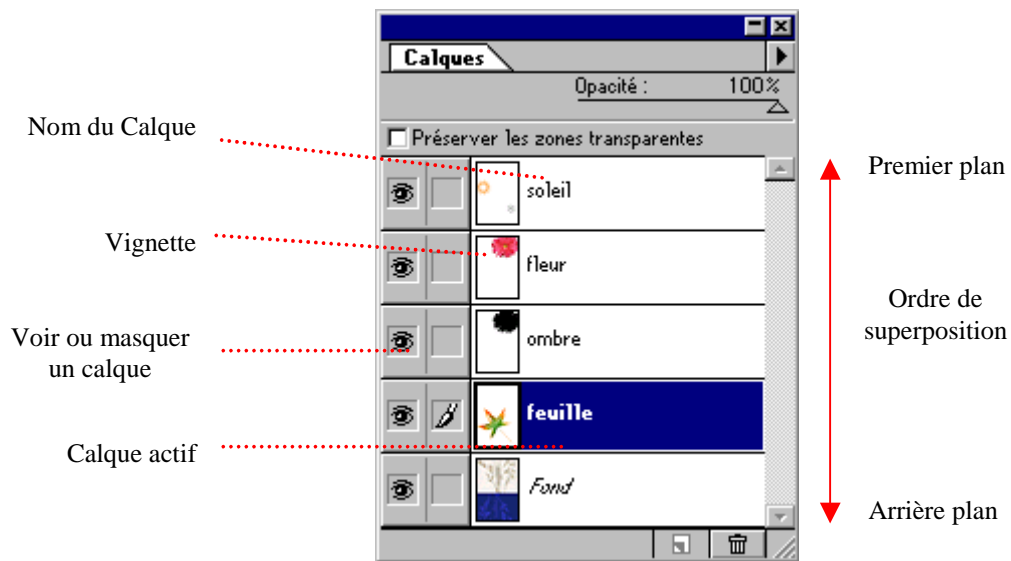 Calques
Opacité : 100%
Préserver les zones transparentes
Nom du Calque
soleil
Premier plan
Vignette
fleur
Ordre de
superposition
Voir ou masquer
un calque
ombre
feuille
Calque actif
Fond
Arrière plan